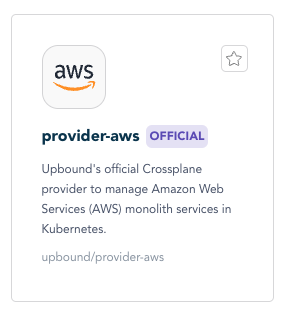 aws
provider-aws OFFICIAL
Upbound's official Crossplane
provider to manage Amazon Web
Services (AWS) monolith services in
Kubernetes.
upbound/provider-aws